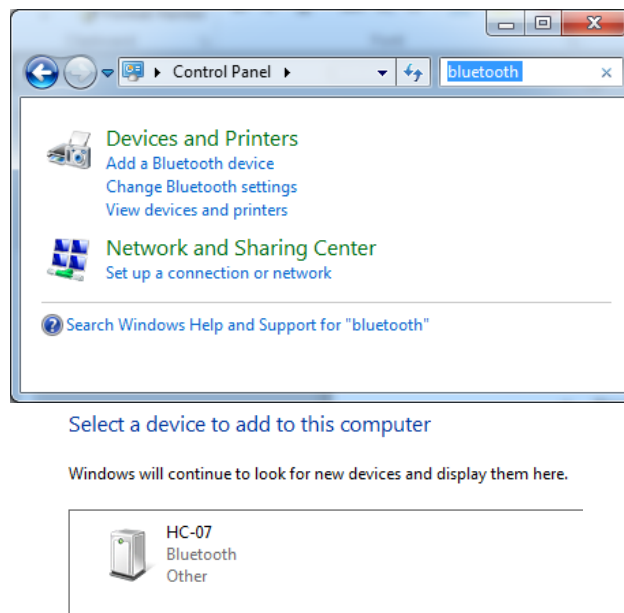 Control Panel
bluetooth
Devices and Printers
Add a Bluetooth device
Change Bluetooth settings
View devices and printers
Network and Sharing Center
Set up a connection or network
Search Windows Help and Support for "bluetooth"
Select a device to add to this computer
Windows will continue to look for new devices and display them here.
HC-07
Bluetooth
Other